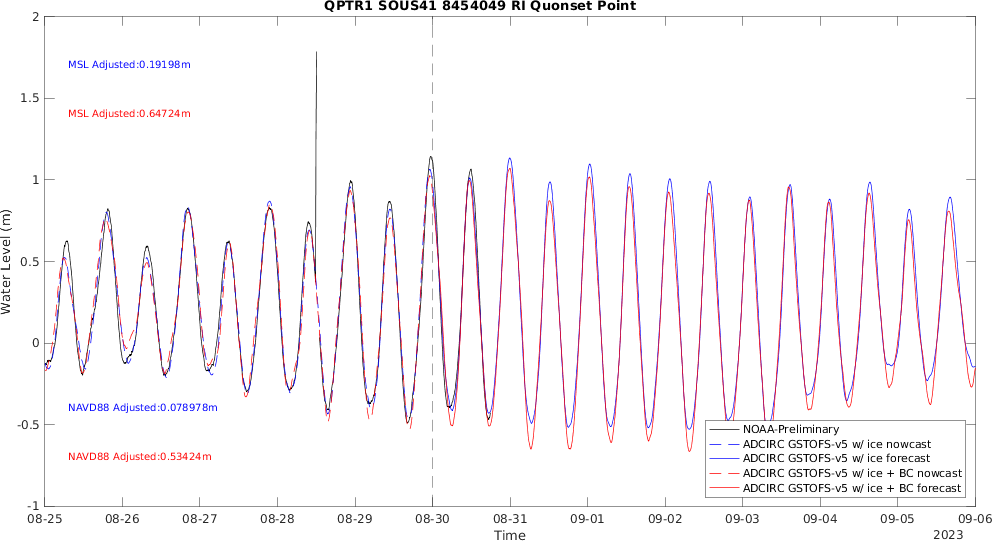 QPTR1 SOUS41 8454049 RI Quonset Point
2
1.5
1
0.5
0
-0.5
-1
Water Level (m)
MSL Adjusted:0.19198m
MSL Adjusted:0.64724m
NAVD88 Adjusted:0.078978m
NAVD88 Adjusted:0.53424m
NOAA-Preliminary
ADCIRC GSTOFS-v5 w/ ice nowcast
ADCIRC GSTOFS-v5 w/ ice forecast
ADCIRC GSTOFS-v5 w/ ice + BC nowcast
ADCIRC GSTOFS-v5 w/ ice + BC forecast
08-25 08-26 08-27 08-28 08-29 08-30 08-31 09-01 09-02 09-03 09-04 09-05 09-06
Time
2023